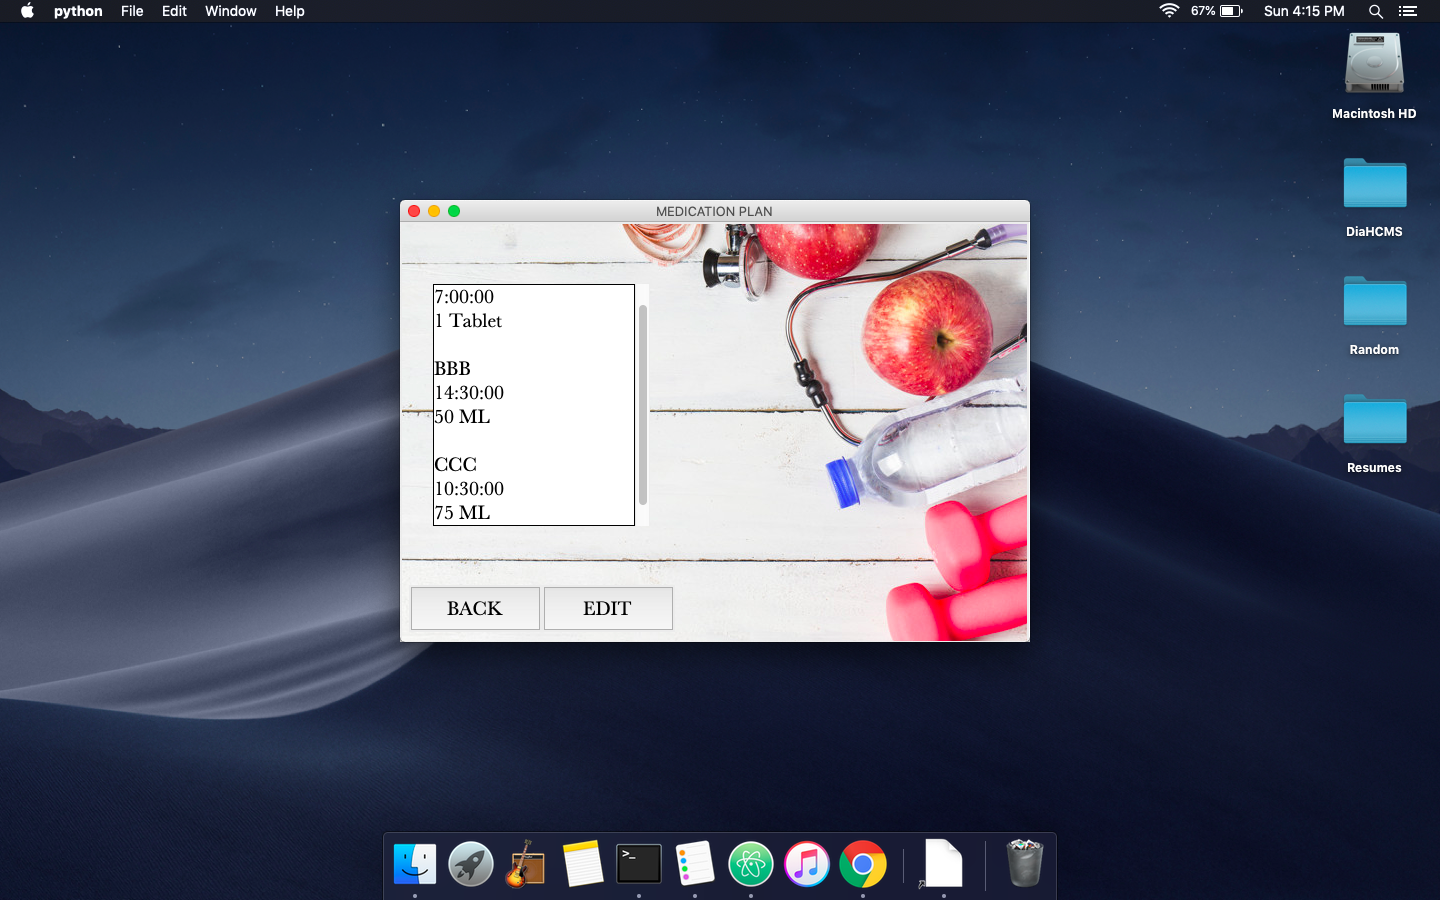 python File Edit Window Help 67% Sun 4:15 PM
Macintosh HD
DiaHCMS
Random
Resumes
MEDICATION PLAN
7:00:00
1 Tablet
BBB
14:30:00
50 ML
CCC
10:30:00
75 ML
BACK EDIT
>_